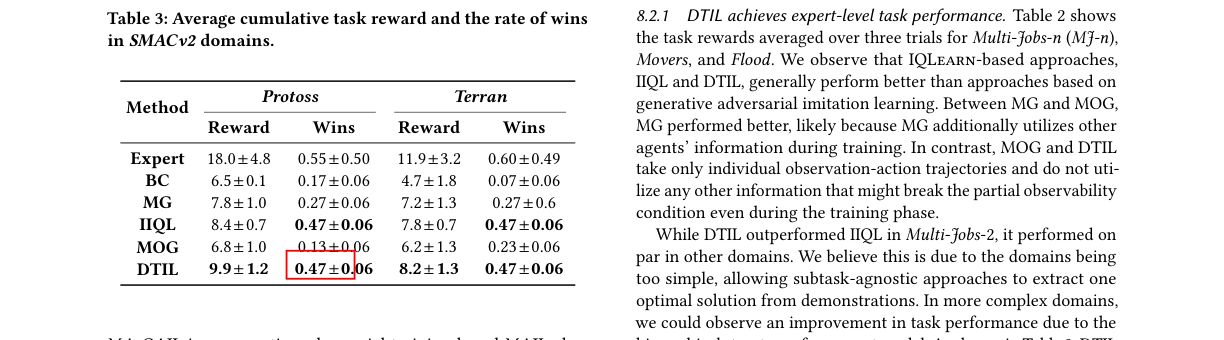 Table 3: Average cumulative task reward and the rate of wins
in SMACv2 domains.
Method Protoss Terran
Reward Wins Reward Wins
Expert 18.0±4.8 0.55±0.50 11.9±3.2 0.60±0.49
BC 6.5±0.1 0.17±0.06 4.7±1.8 0.07±0.06
MG 7.8±1.0 0.27±0.06 7.2±1.3 0.27±0.6
IIQL 8.4±0.7 0.47±0.06 7.8±0.7 0.47±0.06
MOG 6.8±1.0 0.13±0.06 6.2±1.3 0.23±0.06
DTIL 9.9±1.2 0.47±0.06 8.2±1.3 0.47±0.06
8.2.1 DTIL achieves expert-level task performance. Table 2 shows
the task rewards averaged over three trials for Multi-Jobs-n (MJ-n),
Movers, and Flood. We observe that IQLearn-based approaches,
IIQL and DTIL, generally perform better than approaches based on
generative adversarial imitation learning. Between MG and MOG,
MG performed better, likely because MG additionally utilizes other
agents' information during training. In contrast, MOG and DTIL
take only individual observation-action trajectories and do not uti-
lize any other information that might break the partial observability
condition even during the training phase.
While DTIL outperformed IIQL in Multi-Jobs-2, it performed on
par in other domains. We believe this is due to the domains being
too simple, allowing subtask-agnostic approaches to extract one
optimal solution from demonstrations. In more complex domains,
we could observe an improvement in task performance due to the